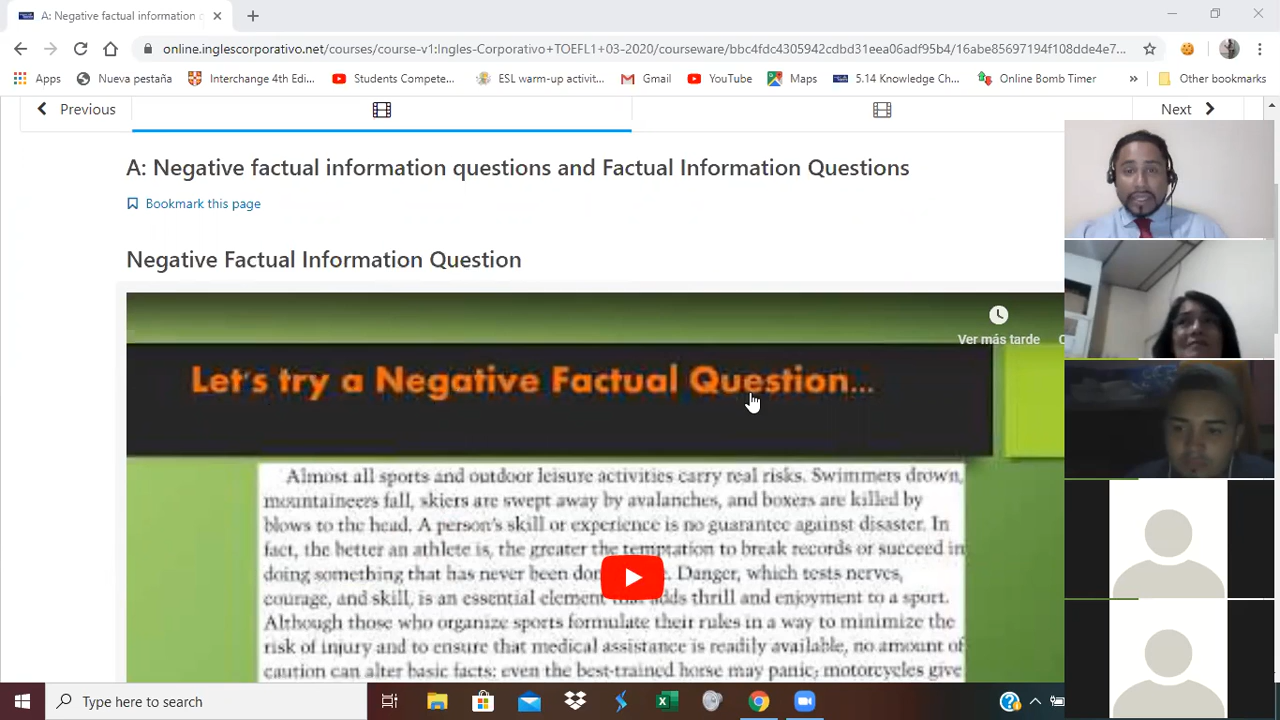 A: Negative factual information
online.inglescorporativo.net/courses/course-v1:Ingles-Corporativo+TOEFL1+03-2020/courseware/bbc4fdc4305942cdbd31eea06adf95b4/16abe85697194f108dde4e7...
Apps Nueva pestaña Interchange 4th Edi... Students Compete... ESL warm-up activit... Gmail YouTube Maps 5.14 Knowledge Ch... Online Bomb Timer » Other bookmarks
Previous Next
A: Negative factual information questions and Factual Information Questions
Bookmark this page
Negative Factual Information Question
Ver más tarde
Let's try a Negative Factual Question...
Almost all sports and outdoor leisure activities carry real risks. Swimmers drown,
mountaineers fall, skiers are swept away by avalanches, and boxers are killed by
blows to the head. A person's skill or experience is no guarantee against disaster. In
fact, the better an athlete is, the greater the temptation to break records or succeed in
doing something that has never been Danger, which tests nerves,
courage, and skill, is an essential element adds thrill and enjoyment to a sport.
Although those who organize sports formulate their rules in a way to minimize the
risk of injury and to ensure that medical assistance is readily available, no amount of
caution can alter basic facts: even the best-trained horse may panic; motorcycles give
Type here to search